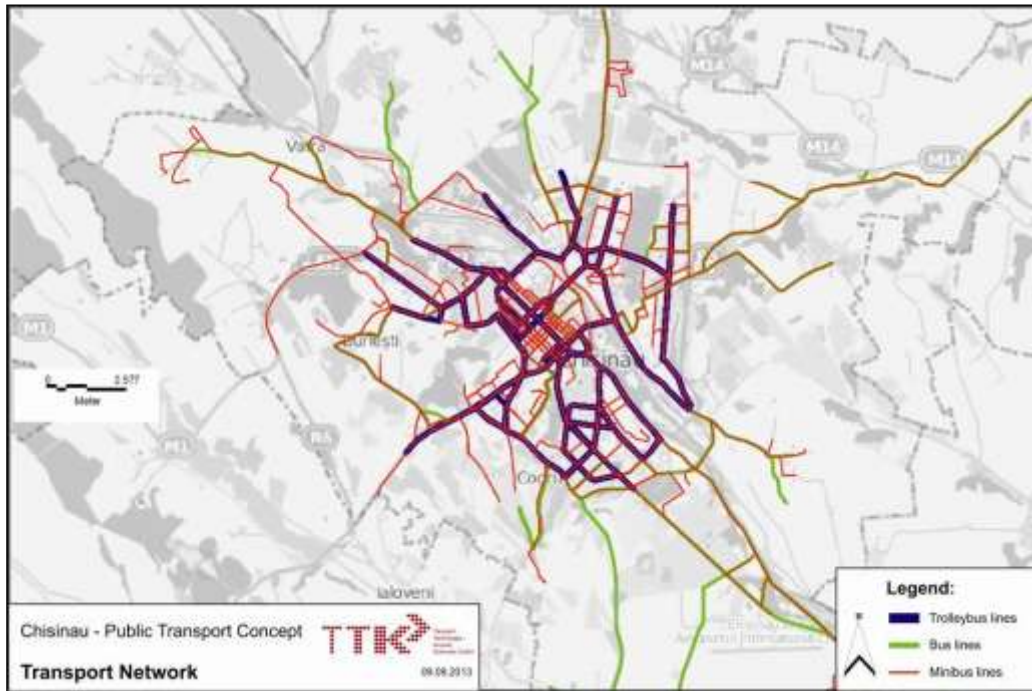 M14
Vatra
M14
M14
M1
Durlesti
Chisinau
0 2.577
Meter
M1
R6
Codru
Ialoveni
Chisinau - Public Transport Concept
TTK
Transport Network
09.09.2013
Legend:
Trolleybus lines
Bus lines
Minibus lines